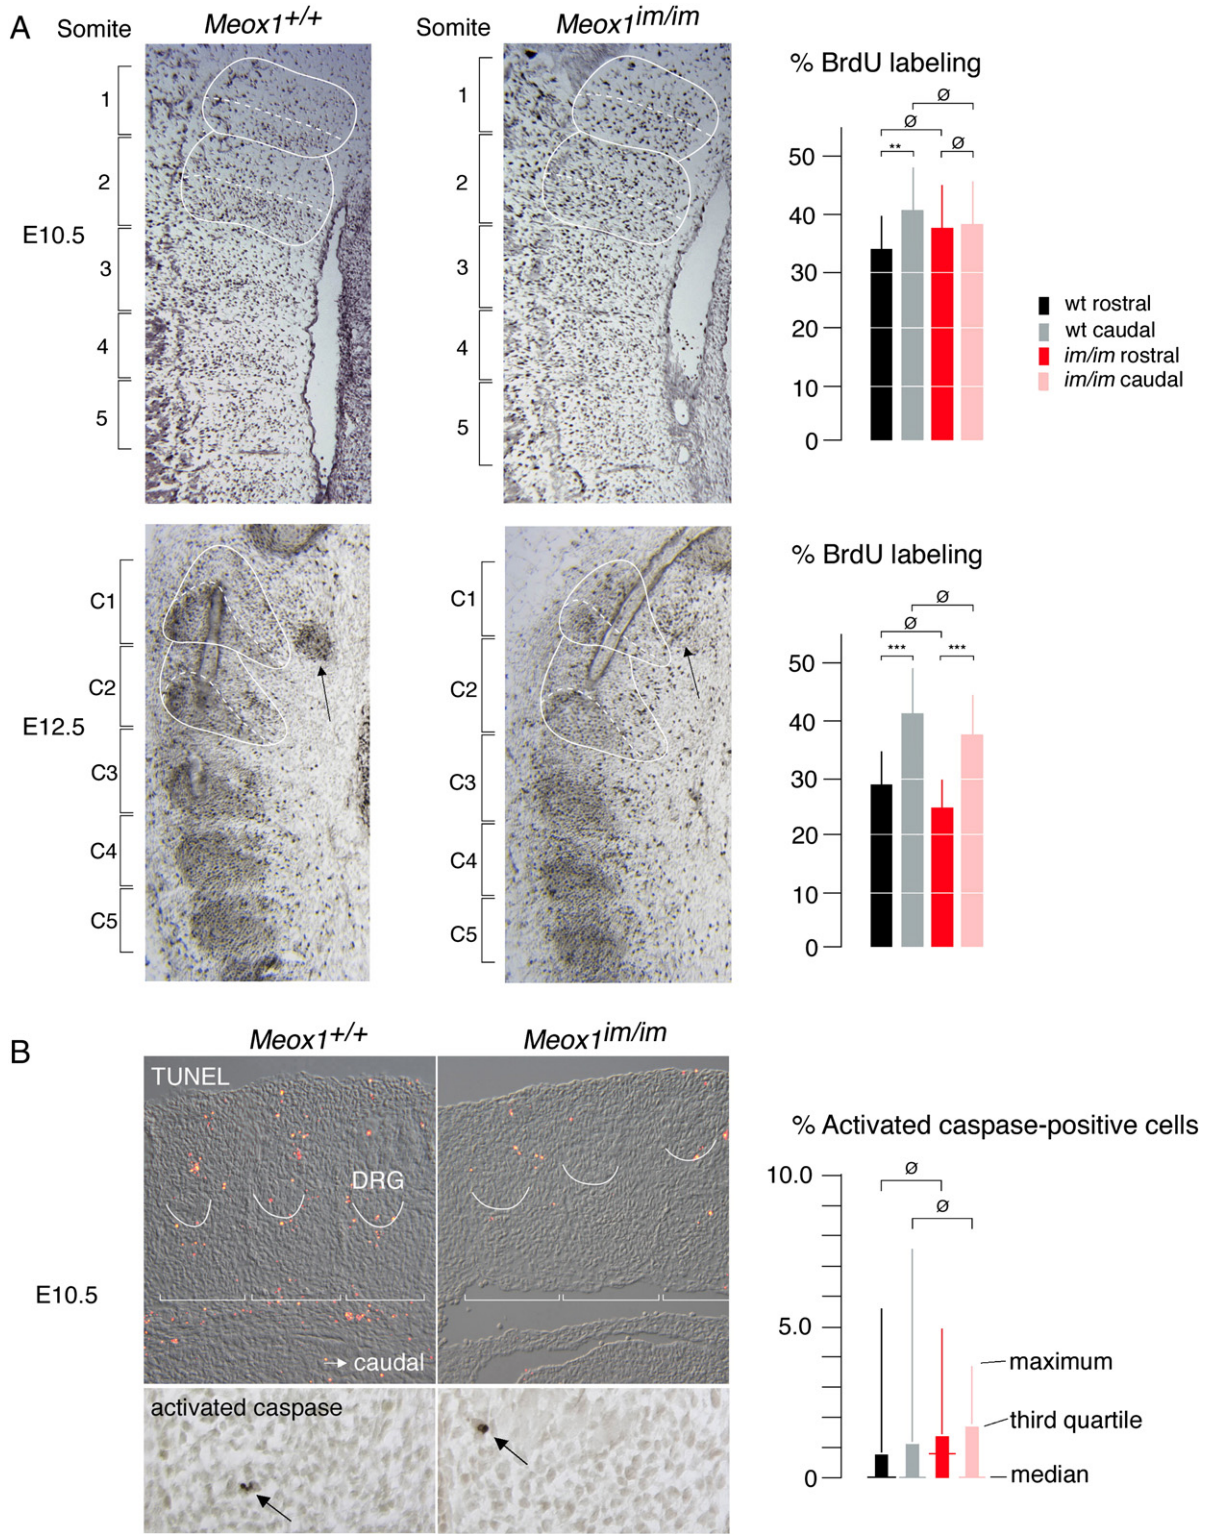 A
Somite
Meox1+/+
Somite
Meox1im/im
E10.5
1
2
3
4
5
1
2
3
4
5
% BrdU labeling
Ø
Ø
** Ø
50
40
30
20
10
0
wt rostral
wt caudal
im/im rostral
im/im caudal
E12.5
C1
C2
C3
C4
C5
C1
C2
C3
C4
C5
% BrdU labeling
Ø
Ø
*** ***
50
40
30
20
10
0
B
Meox1+/+
Meox1im/im
E10.5
TUNEL
DRG
caudal
activated caspase
% Activated caspase-positive cells
10.0
Ø
Ø
5.0
maximum
third quartile
median
0